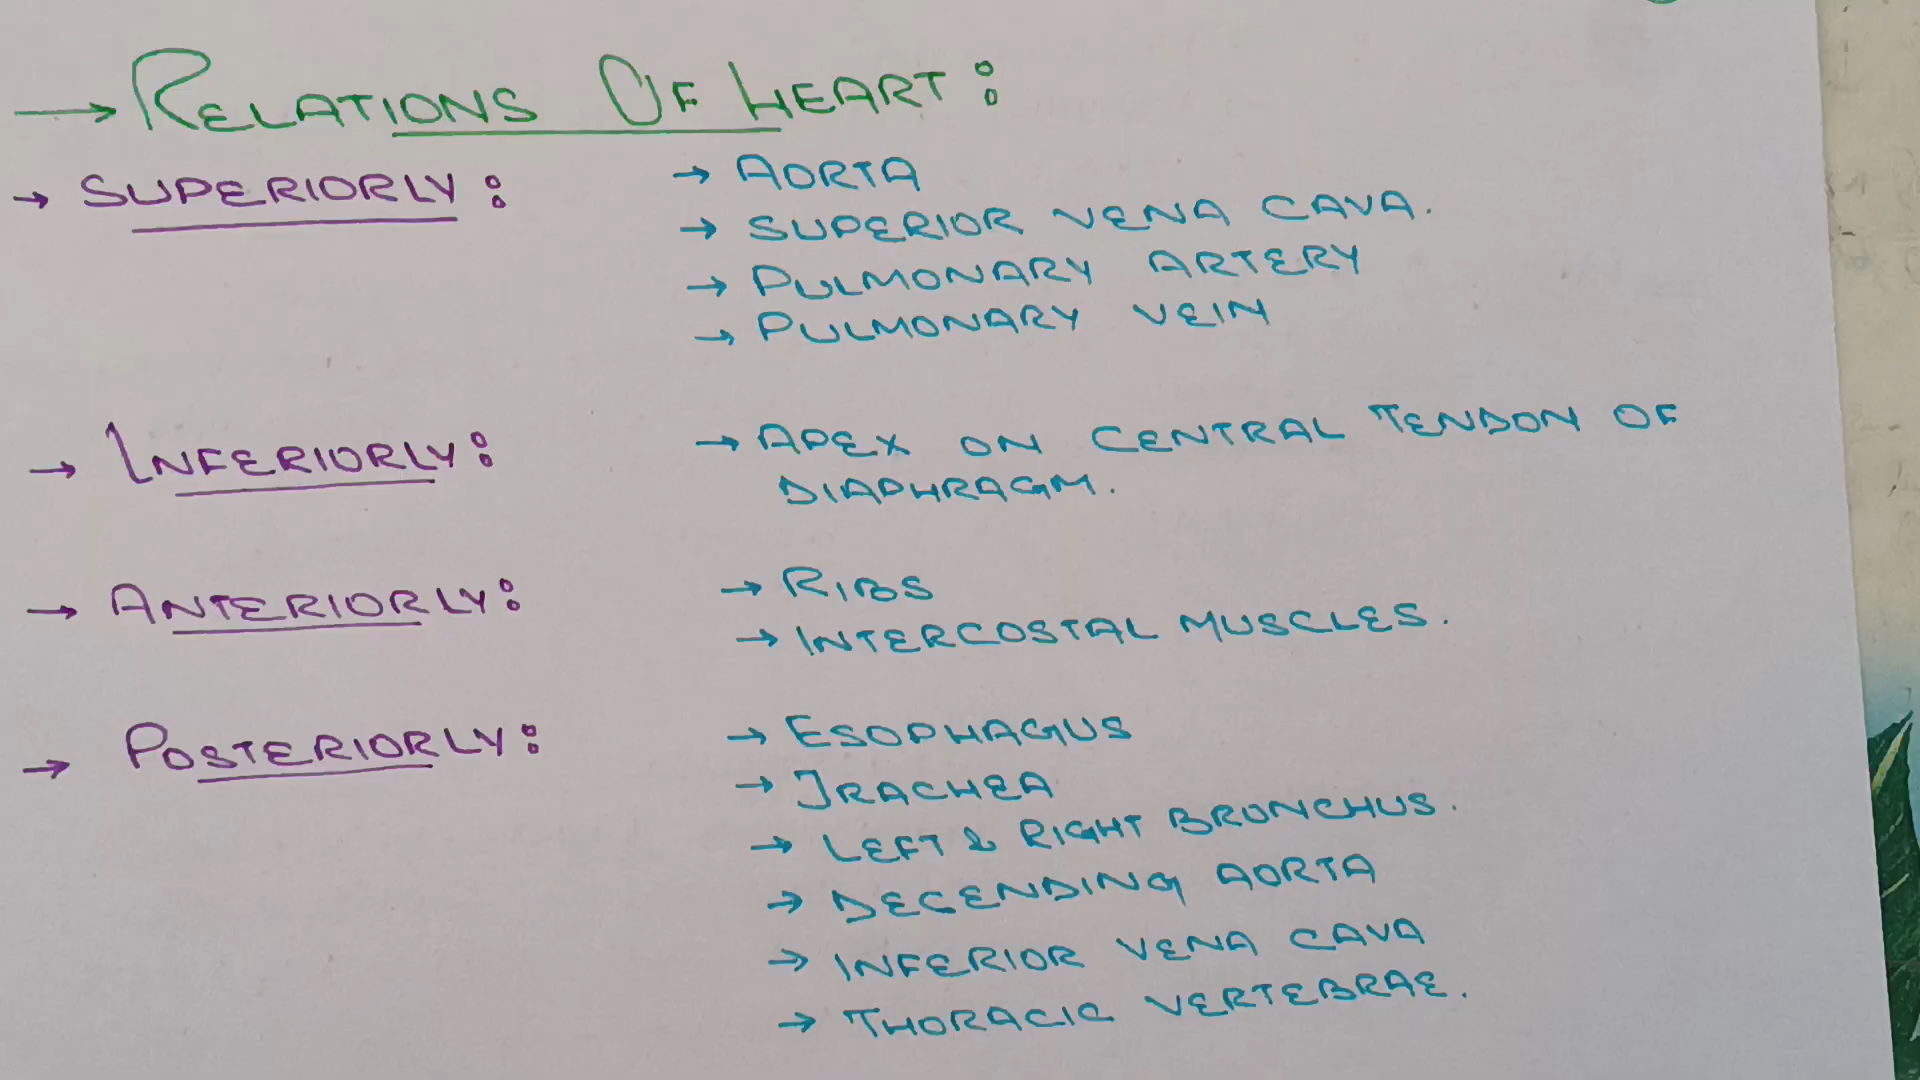 → RELATIONS OF HEART:
→ SUPERIORLY: → AORTA
→ SUPERIOR VENA CAVA.
→ PULMONARY ARTERY
→ PULMONARY VEIN
→ INFERIORLY: → APEX ON CENTRAL TENDON OF
DIAPHRAGM.
→ ANTERIORLY: → RIBS
→ INTERCOSTAL MUSCLES.
→ POSTERIORLY: → ESOPHAGUS
→ TRACHEA
→ LEFT & RIGHT BRONCHUS.
→ DECENDING AORTA
→ INFERIOR VENA CAVA
→ THORACIC VERTEBRAE.